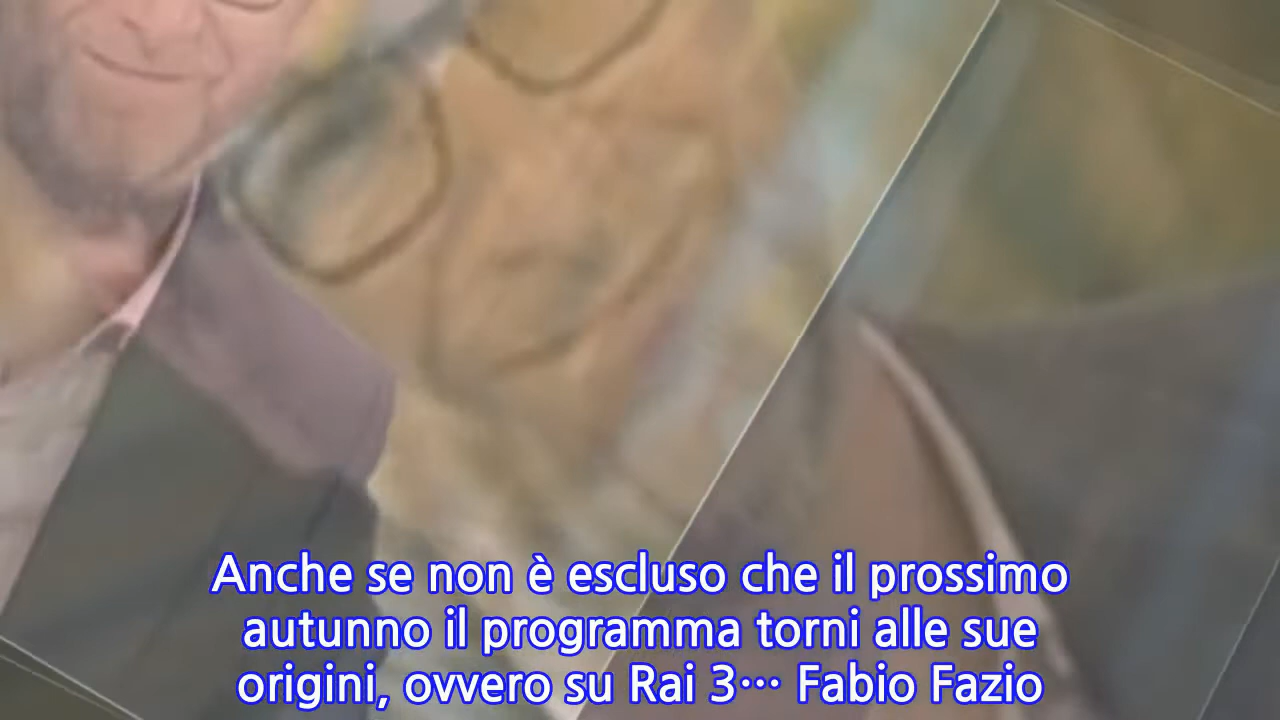 Anche se non è escluso che il prossimo
autunno il programma torni alle sue
origini, ovvero su Rai 3… Fabio Fazio